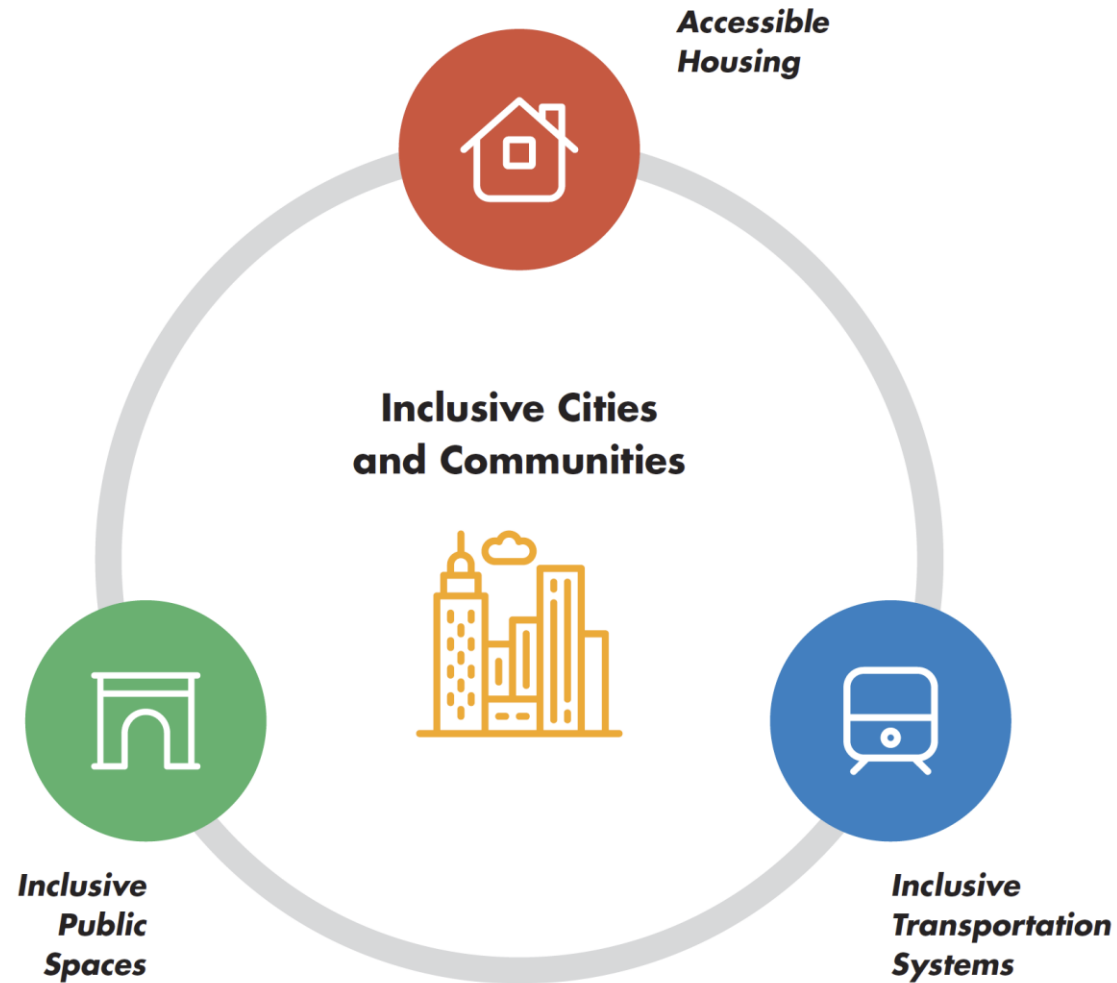 Accessible
Housing
Inclusive Cities
and Communities
Inclusive
Public
Spaces
Inclusive
Transportation
Systems